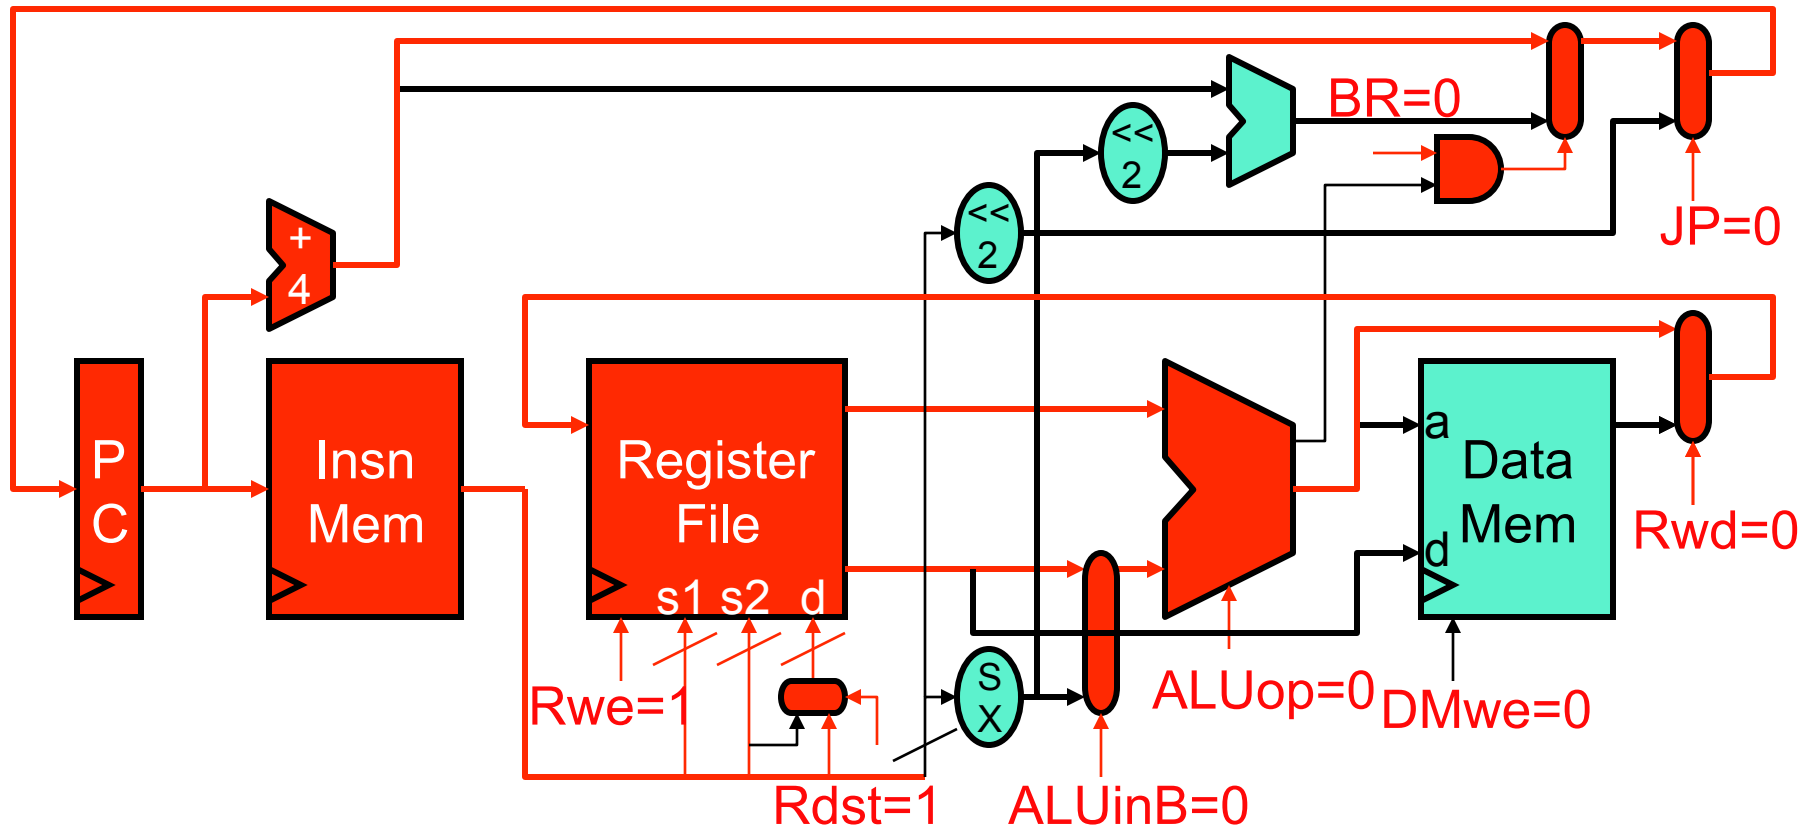 <<
2
BR=0
<<
2
JP=0
+
4
P
C
Insn
Mem
Register
File
s1 s2 d
a
Data
Mem
d
Rwd=0
S
X
Rwe=1
ALUop=0
DMwe=0
Rdst=1
ALUinB=0